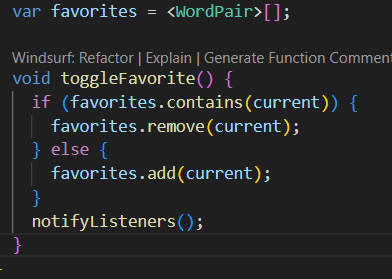 var favorites = <WordPair>[];
Windsurf: Refactor | Explain | Generate Function Comment
void toggleFavorite() {
if (favorites.contains(current)) {
favorites.remove(current);
} else {
favorites.add(current);
}
notifyListeners();
}